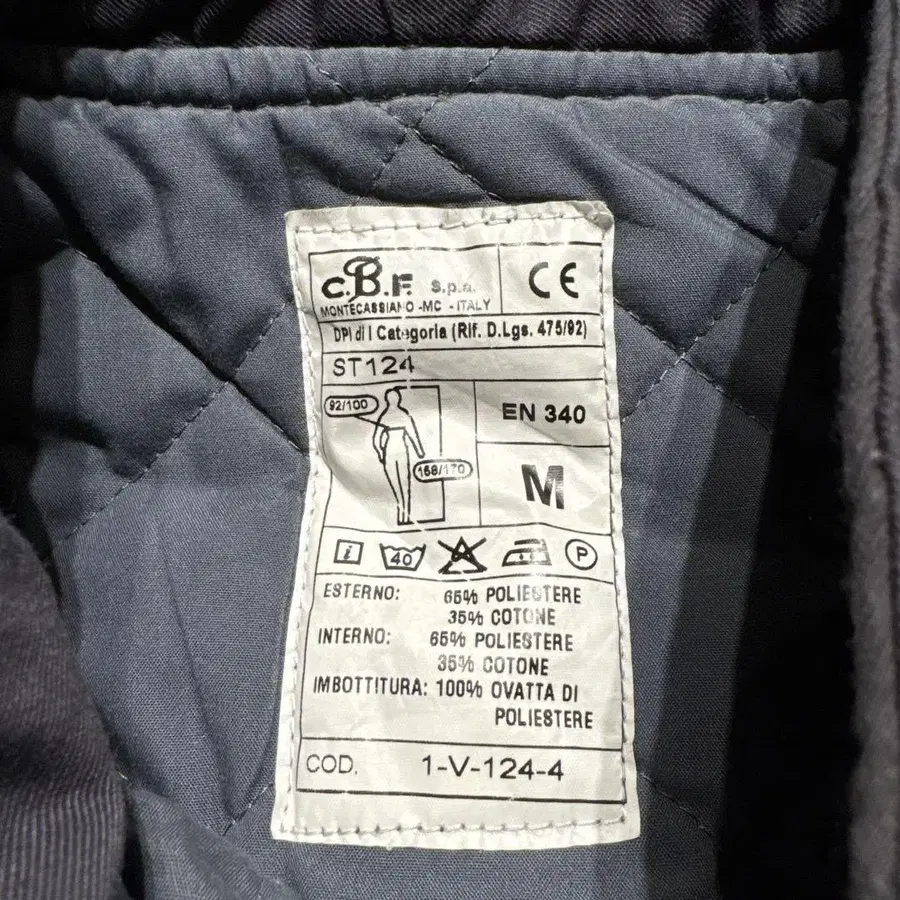 C.B.F. S.p.a.
MONTECASSIANO -MC - ITALY
CE
DPI di I Categoria (Rif. D.Lgs. 475/92)
ST124
92/100
168/170
EN 340
M
i
40
P
ESTERNO: 65% POLIESTERE
35% COTONE
INTERNO: 65% POLIESTERE
35% COTONE
IMBOTTITURA: 100% OVATTA DI
POLIESTERE
COD. 1-V-124-4